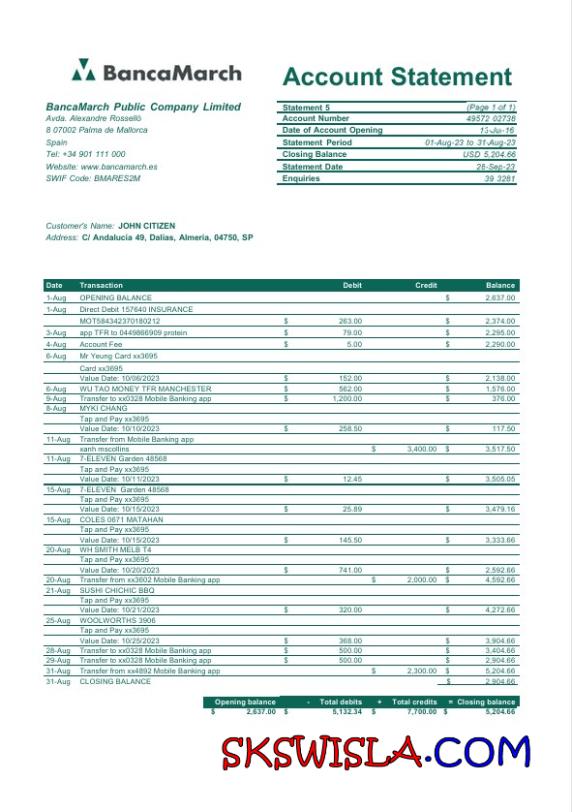 BancaMarch
Account Statement
BancaMarch Public Company Limited
Avda. Alexandre Rosselló
8 07002 Palma de Mallorca
Spain
Tel: +34 901 111 000
Website: www.bancamarch.es
SWIF Code: BMARES2M
Statement 5 (Page 1 of 1)
Account Number 49572 02738
Date of Account Opening 13-Jul-16
Statement Period 01-Aug-23 to 31-Aug-23
Closing Balance USD 5,204.66
Statement Date 28-Sep-23
Enquiries 39 3281
Customer's Name: JOHN CITIZEN
Address: C/ Andalucía 49, Dalías, Almería, 04750, SP
Date Transaction Debit Credit Balance
1-Aug OPENING BALANCE $ 2,637.00
1-Aug Direct Debit 157640 INSURANCE
MOT584342370180212 $ 263.00 $ 2,374.00
3-Aug app TFR to 0449866909 protein $ 79.00 $ 2,295.00
4-Aug Account Fee $ 5.00 $ 2,290.00
6-Aug Mr Yeung Card xx3695
Card xx3695
Value Date: 10/06/2023 $ 152.00 $ 2,138.00
6-Aug WU TAO MONEY TFR MANCHESTER $ 562.00 $ 1,576.00
9-Aug Transfer to xx0328 Mobile Banking app $ 1,200.00 $ 376.00
8-Aug MYKI CHANG
Tap and Pay xx3695
Value Date: 10/10/2023 $ 258.50 $ 117.50
11-Aug Transfer from Mobile Banking app
xanh mscollins $ 3,400.00 $ 3,517.50
11-Aug 7-ELEVEN Garden 48568
Tap and Pay xx3695
Value Date: 10/11/2023 $ 12.45 $ 3,505.05
15-Aug 7-ELEVEN Garden 48568
Tap and Pay xx3695
Value Date: 10/15/2023 $ 25.89 $ 3,479.16
15-Aug COLES 0671 MATAHAN
Tap and Pay xx3695
Value Date: 10/15/2023 $ 145.50 $ 3,333.66
20-Aug WH SMITH MELB T4
Tap and Pay xx3695
Value Date: 10/20/2023 $ 741.00 $ 2,592.66
20-Aug Transfer from xx3602 Mobile Banking app $ 2,000.00 $ 4,592.66
21-Aug SUSHI CHICHIC BBQ
Tap and Pay xx3695
Value Date: 10/21/2023 $ 320.00 $ 4,272.66
25-Aug WOOLWORTHS 3906
Tap and Pay xx3695
Value Date: 10/25/2023 $ 368.00 $ 3,904.66
28-Aug Transfer to xx0328 Mobile Banking app $ 500.00 $ 3,404.66
29-Aug Transfer to xx0328 Mobile Banking app $ 500.00 $ 2,904.66
31-Aug Transfer from xx4892 Mobile Banking app $ 2,300.00 $ 5,204.66
31-Aug CLOSING BALANCE $ 2,904.66
Opening balance - Total debits + Total credits = Closing balance
$ 2,637.00 $ 5,132.34 $ 7,700.00 $ 5,204.66
SKSWISLA.COM